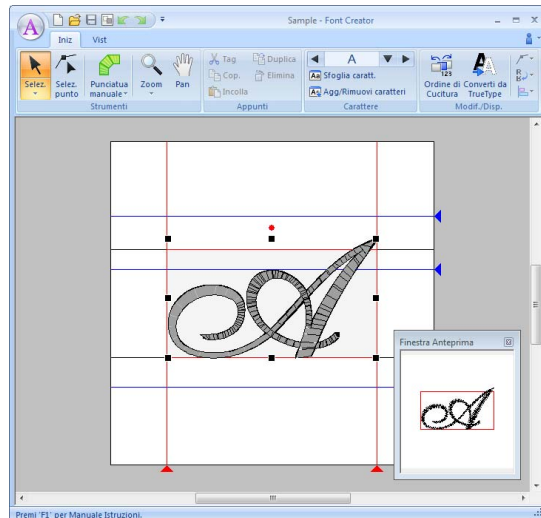 Sample - Font Creator
Iniz Vist
Selez.
Selez. punto
Punciatua manuale
Zoom
Pan
Strumenti
Tag
Cop.
Incolla
Duplica
Elimina
Appunti
A
Sfoglia caratt.
Agg/Rimuovi caratteri
Carattere
Ordine di Cucitura
Converti da TrueType
Modif./Disp.
A
Finestra Anteprima
A
Premi 'F1' per Manuale Istruzioni.